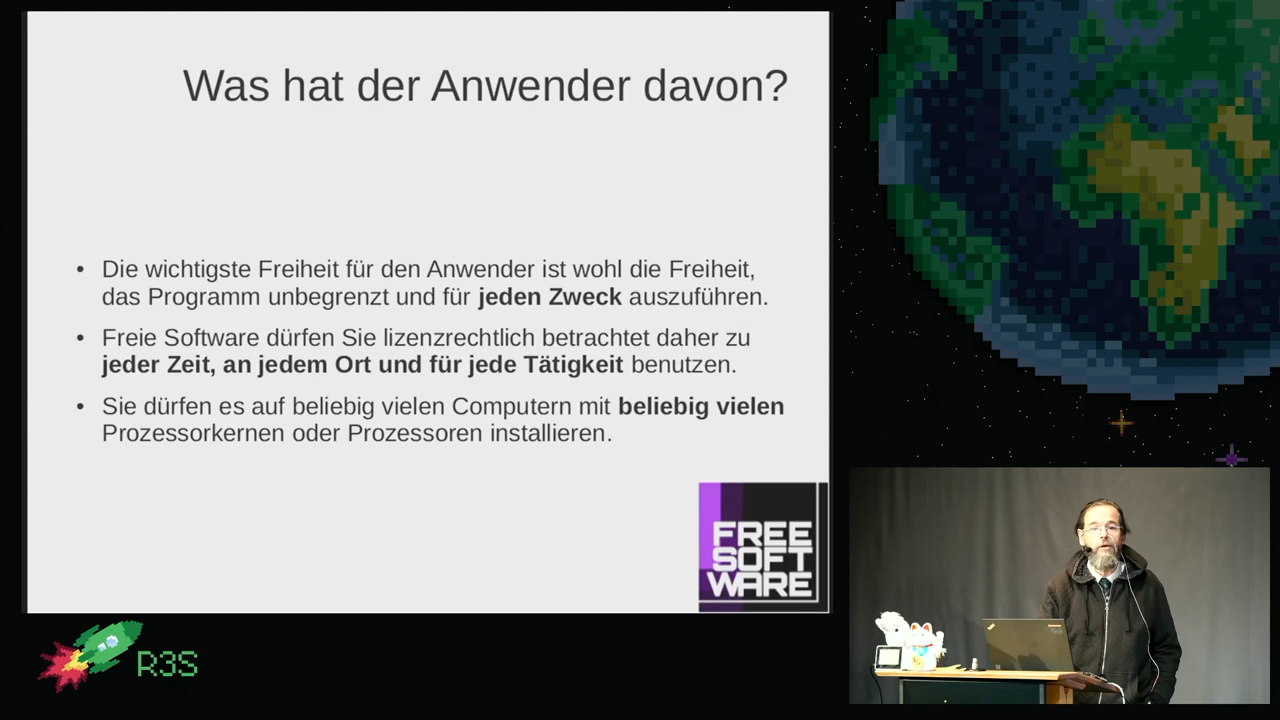 Was hat der Anwender davon?
• Die wichtigste Freiheit für den Anwender ist wohl die Freiheit,
das Programm unbegrenzt und für jeden Zweck auszuführen.
• Freie Software dürfen Sie lizenzrechtlich betrachtet daher zu
jeder Zeit, an jedem Ort und für jede Tätigkeit benutzen.
• Sie dürfen es auf beliebig vielen Computern mit beliebig vielen
Prozessorkernen oder Prozessoren installieren.
FREE
SOFT
WARE
R3S